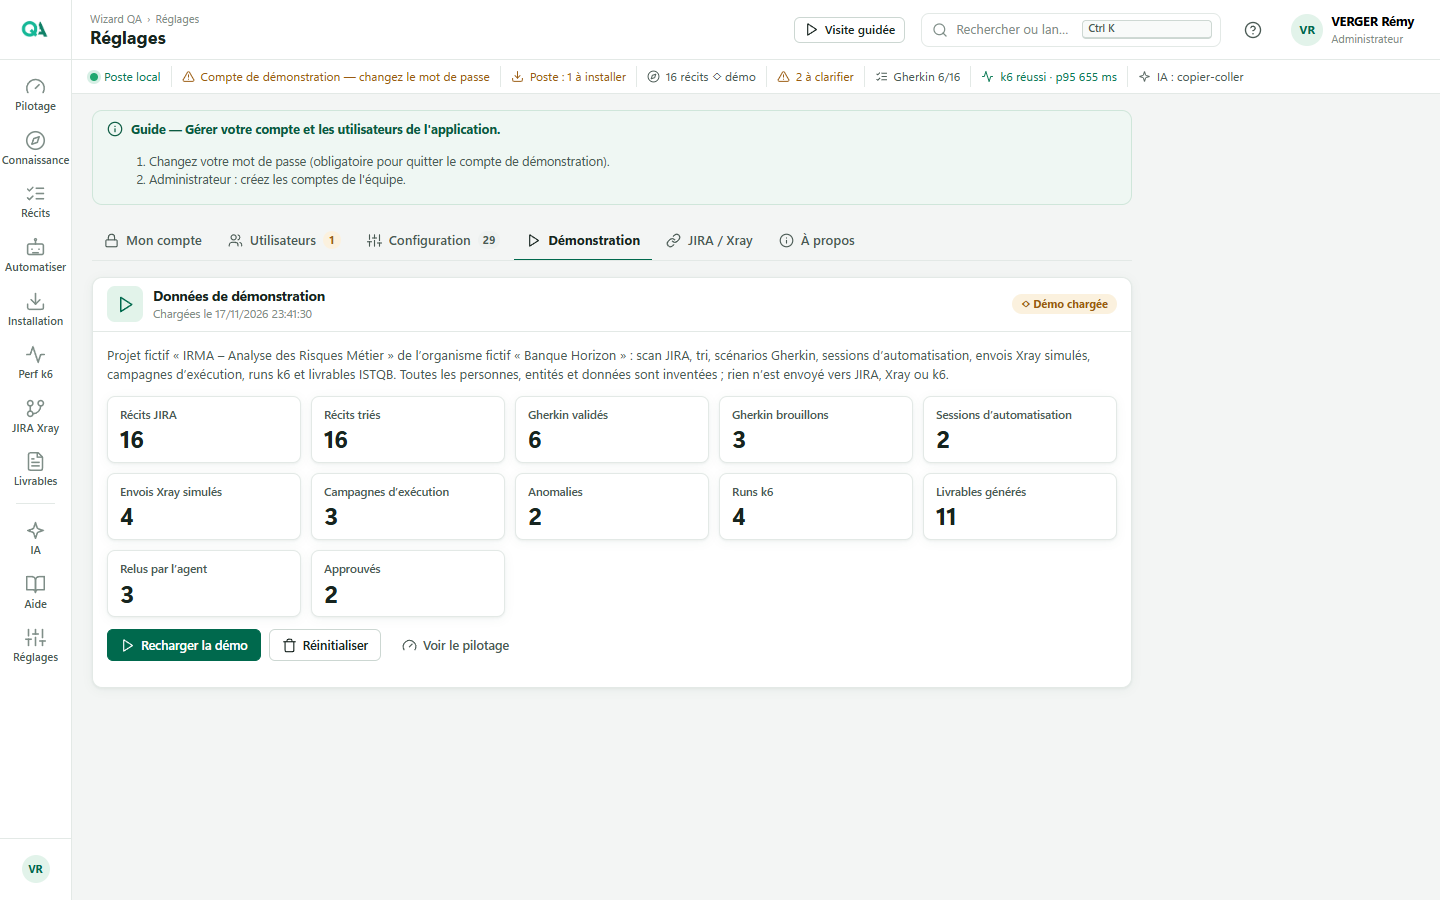 QA
Wizard QA › Réglages
Réglages
Visite guidée
Rechercher ou lan...
Ctrl K
VR
VERGER Rémy
Administrateur
Poste local
Compte de démonstration — changez le mot de passe
Poste : 1 à installer
16 récits ◇ démo
2 à clarifier
Gherkin 6/16
k6 réussi · p95 655 ms
IA : copier-coller
Pilotage
Connaissance
Récits
Automatiser
Installation
Perf k6
JIRA Xray
Livrables
IA
Aide
Réglages
VR
Guide — Gérer votre compte et les utilisateurs de l'application.
1. Changez votre mot de passe (obligatoire pour quitter le compte de démonstration).
2. Administrateur : créez les comptes de l'équipe.
Mon compte
Utilisateurs 1
Configuration 29
Démonstration
JIRA / Xray
À propos
Données de démonstration
Chargées le 17/11/2026 23:41:30
◇ Démo chargée
Projet fictif « IRMA – Analyse des Risques Métier » de l’organisme fictif « Banque Horizon » : scan JIRA, tri, scénarios Gherkin, sessions d’automatisation, envois Xray simulés,
campagnes d’exécution, runs k6 et livrables ISTQB. Toutes les personnes, entités et données sont inventées ; rien n’est envoyé vers JIRA, Xray ou k6.
Récits JIRA
16
Récits triés
16
Gherkin validés
6
Gherkin brouillons
3
Sessions d’automatisation
2
Envois Xray simulés
4
Campagnes d’exécution
3
Anomalies
2
Runs k6
4
Livrables générés
11
Relus par l’agent
3
Approuvés
2
Recharger la démo
Réinitialiser
Voir le pilotage